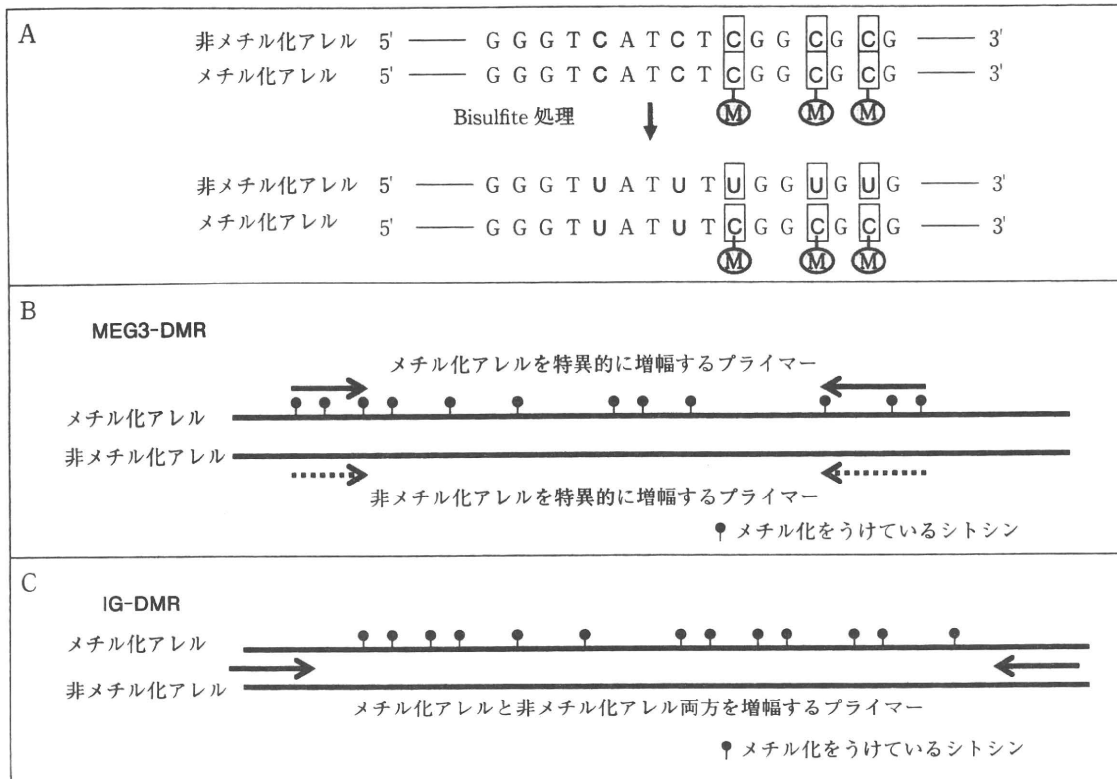 A
非メチル化アレル 5' GGGTCATCTCGGCGCG 3'
メチル化アレル 5' GGGTCATCTCGGCGCG 3'
M M M
Bisulfite 処理
非メチル化アレル 5' GGGTUATUTUGGUGUG 3'
メチル化アレル 5' GGGTUATUTCGGCGCG 3'
M M M
B
MEG3-DMR
メチル化アレルを特異的に増幅するプライマー
メチル化アレル
非メチル化アレル
非メチル化アレルを特異的に増幅するプライマー
メチル化をうけているシトシン
C
IG-DMR
メチル化アレル
非メチル化アレル
メチル化アレルと非メチル化アレル両方を増幅するプライマー
メチル化をうけているシトシン